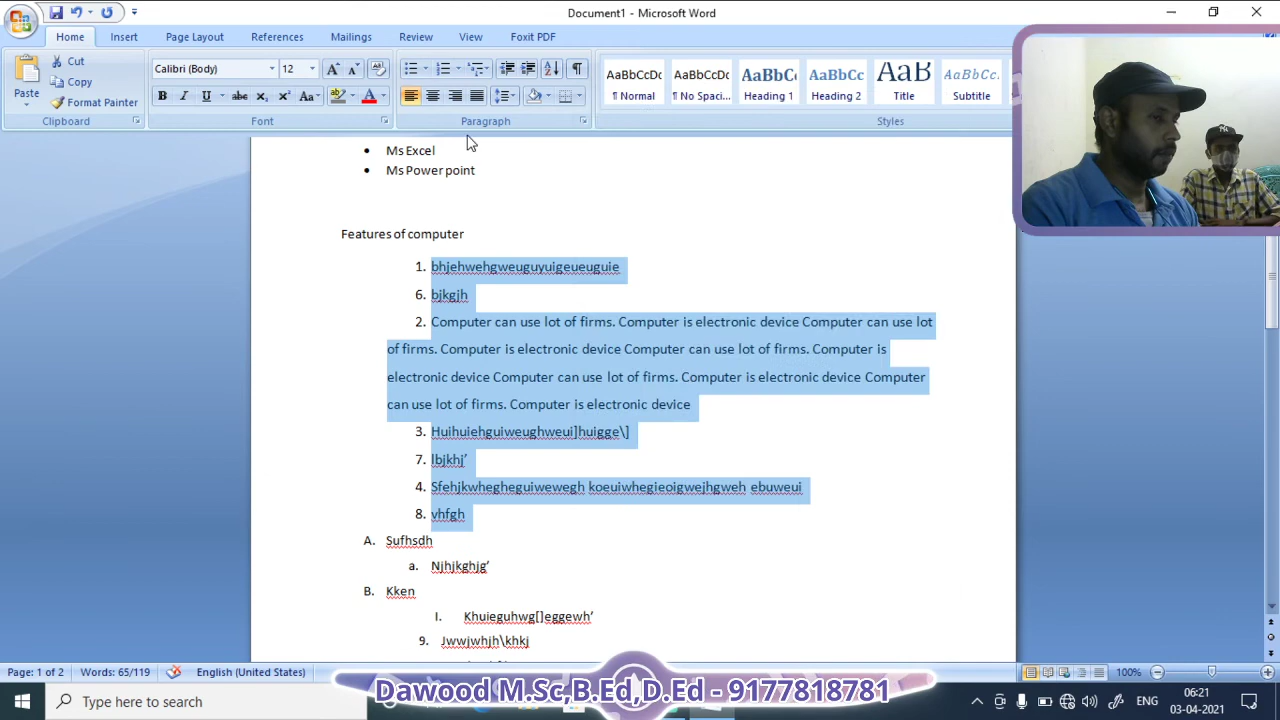 Document1 - Microsoft Word
Home Insert Page Layout References Mailings Review View Foxit PDF
Paste
Cut
Copy
Format Painter
Clipboard
Calibri (Body) 12
Font
Paragraph
AaBbCcDc AaBbCcDc AaBbCc AaBbCc AaB AaBbCc.
¶ Normal ¶ No Spaci... Heading 1 Heading 2 Title Subtitle
Styles
• Ms Excel
• Ms Power point
Features of computer
1. bhjehwehgweuguyuigeueuguie
6. bjkgjh
2. Computer can use lot of firms. Computer is electronic device Computer can use lot
of firms. Computer is electronic device Computer can use lot of firms. Computer is
electronic device Computer can use lot of firms. Computer is electronic device Computer
can use lot of firms. Computer is electronic device
3. Huihuiehguiweughweui]huigge\]
7. lbjkhj’
4. Sfehjkwhegheguiwewegh koeuiwhegieoigwejhgweh ebuweui
8. vhfgh
A. Sufhsdh
a. Njhjkghjg’
B. Kken
I. Khuieguhwg[]eggewh’
9. Jwwjwhjh\khkj
Page: 1 of 2 Words: 65/119 English (United States) 100%
Dawood M.Sc,B.Ed,D.Ed - 9177818781
Type here to search
ENG
06:21
03-04-2021